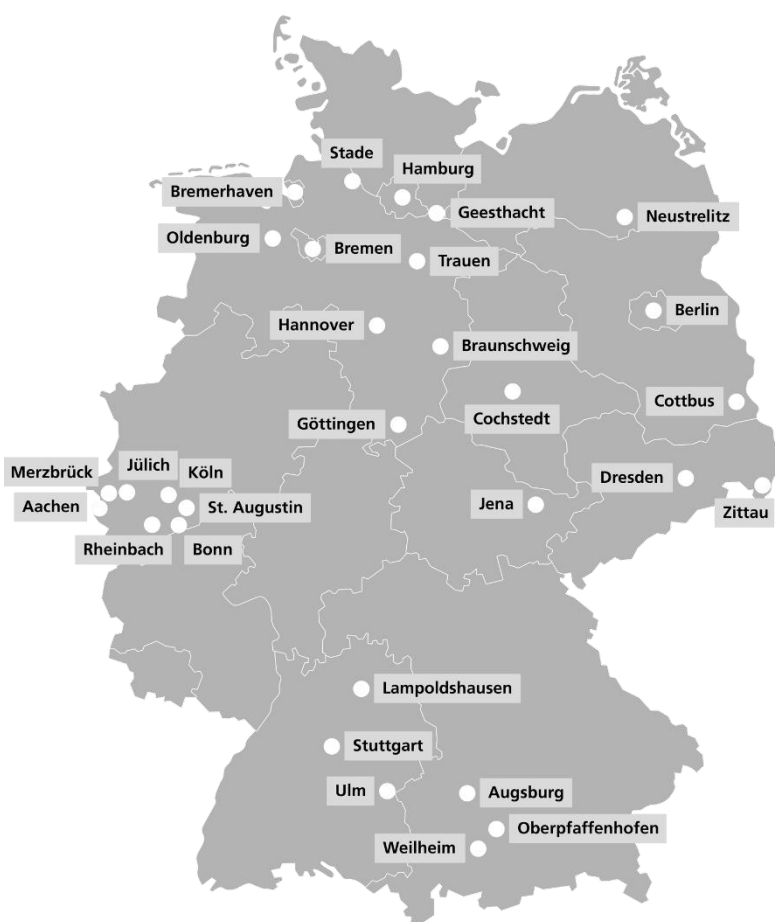 Stade
Hamburg
Bremerhaven
Geesthacht
Neustrelitz
Oldenburg
Bremen
Trauen
Berlin
Hannover
Braunschweig
Cottbus
Göttingen
Cochstedt
Merzbrück
Jülich
Köln
Dresden
Aachen
St. Augustin
Jena
Zittau
Rheinbach
Bonn
Lampoldshausen
Stuttgart
Ulm
Augsburg
Oberpfaffenhofen
Weilheim